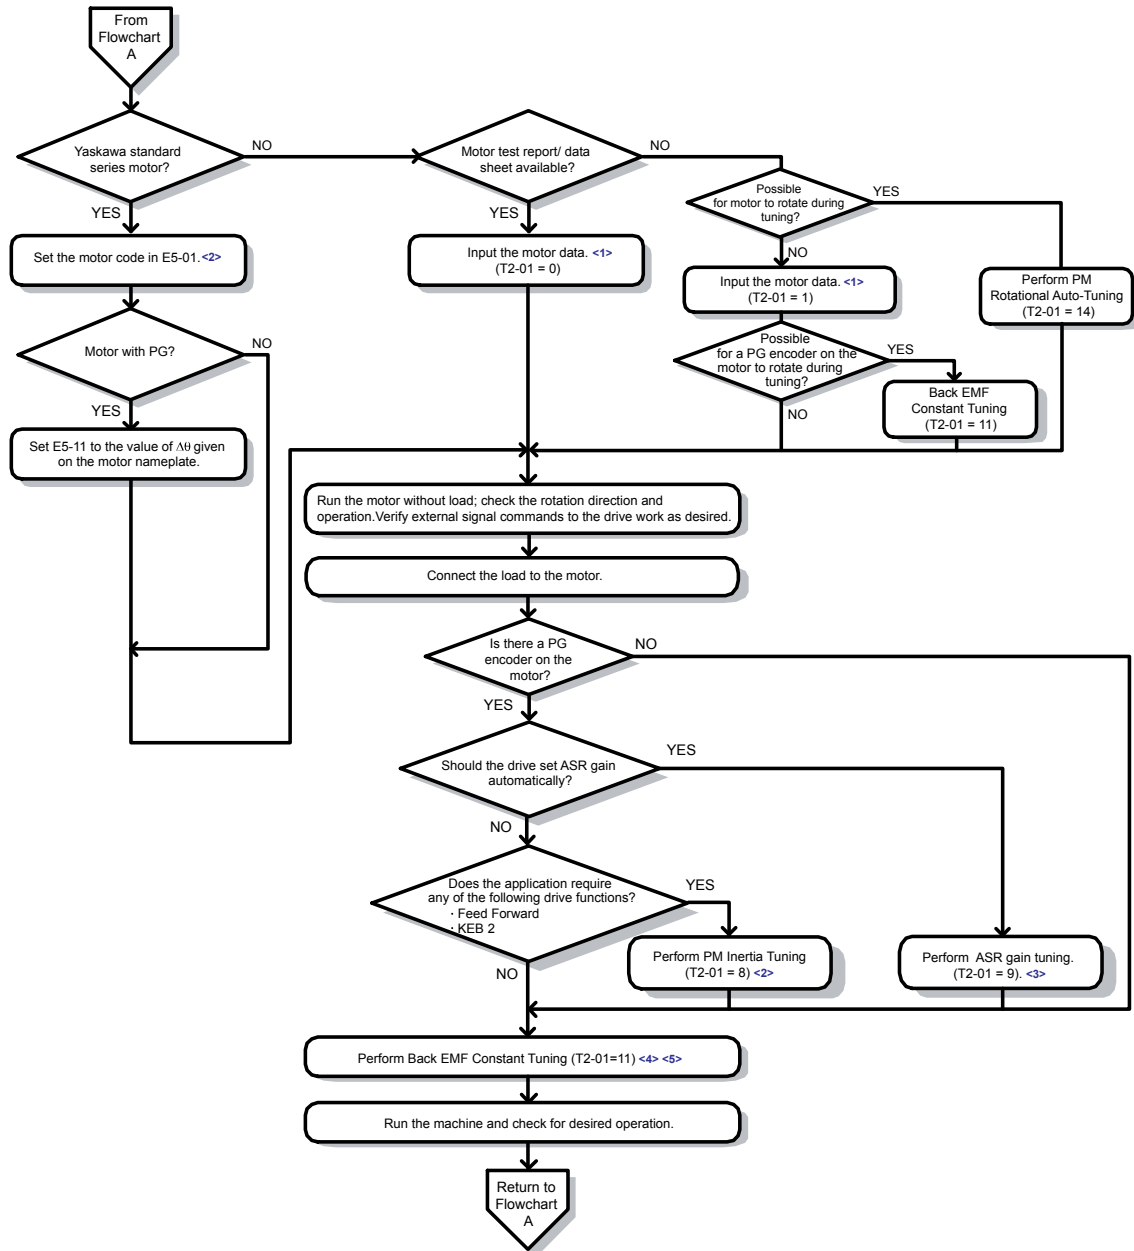 From
Flowchart
A
Yaskawa standard
series motor?
NO
YES
Motor test report/ data
sheet available?
NO
YES
Possible
for motor to rotate during
tuning?
YES
NO
Set the motor code in E5-01.<2>
Input the motor data. <1>
(T2-01 = 0)
Input the motor data. <1>
(T2-01 = 1)
Perform PM
Rotational Auto-Tuning
(T2-01 = 14)
Motor with PG?
NO
YES
Possible
for a PG encoder on the
motor to rotate during
tuning?
YES
NO
Back EMF
Constant Tuning
(T2-01 = 11)
Set E5-11 to the value of Δθ given
on the motor nameplate.
Run the motor without load; check the rotation direction and
operation.Verify external signal commands to the drive work as desired.
Connect the load to the motor.
Is there a PG
encoder on the
motor?
NO
YES
Should the drive set ASR gain
automatically?
YES
NO
Does the application require
any of the following drive functions?
· Feed Forward
· KEB 2
YES
NO
Perform PM Inertia Tuning
(T2-01 = 8) <2>
Perform ASR gain tuning.
(T2-01 = 9). <3>
Perform Back EMF Constant Tuning (T2-01=11) <4> <5>
Run the machine and check for desired operation.
Return to
Flowchart
A